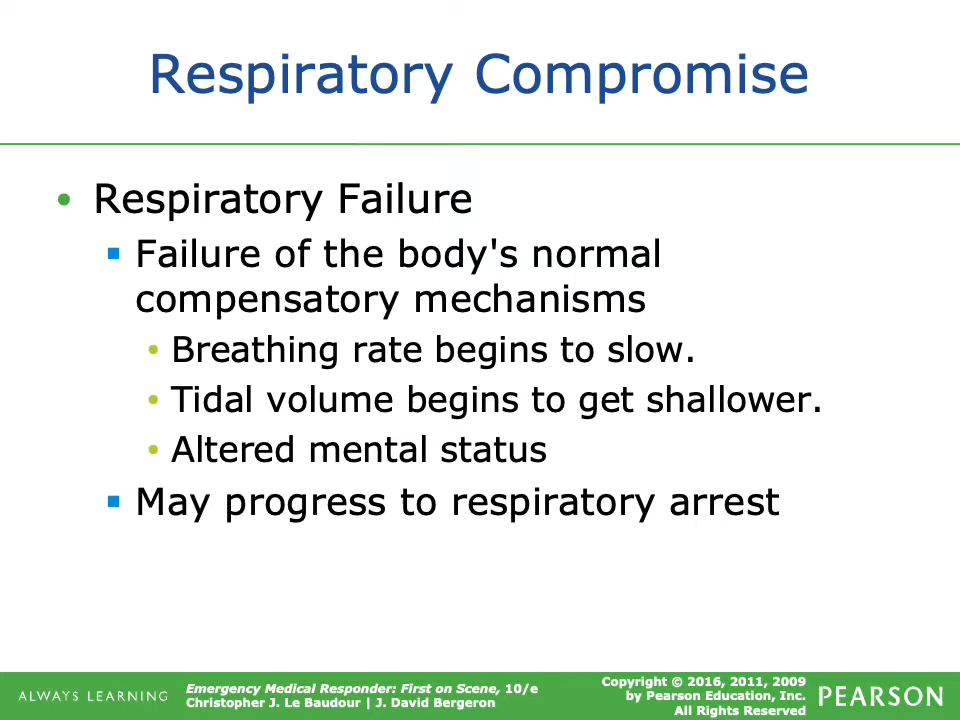 Respiratory Compromise
• Respiratory Failure
▪ Failure of the body's normal
compensatory mechanisms
• Breathing rate begins to slow.
• Tidal volume begins to get shallower.
• Altered mental status
▪ May progress to respiratory arrest
ALWAYS LEARNING
Emergency Medical Responder: First on Scene, 10/e
Christopher J. Le Baudour | J. David Bergeron
Copyright © 2016, 2011, 2009
by Pearson Education, Inc.
All Rights Reserved
PEARSON